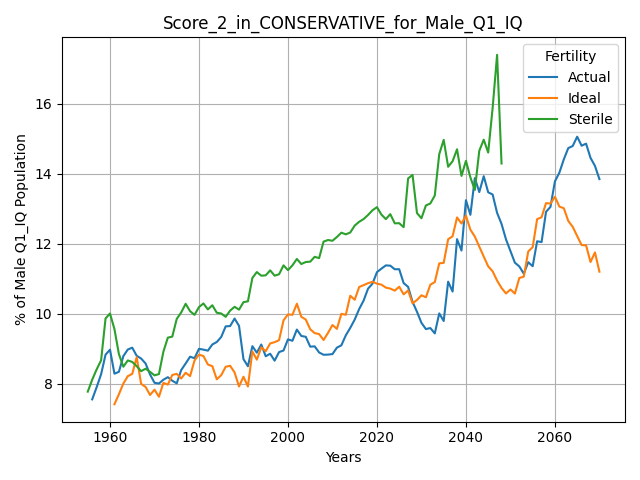 Score_2_in_CONSERVATIVE_for_Male_Q1_IQ
Fertility
Actual
Ideal
Sterile
% of Male Q1_IQ Population
16
14
12
10
8
1960 1980 2000 2020 2040 2060
Years